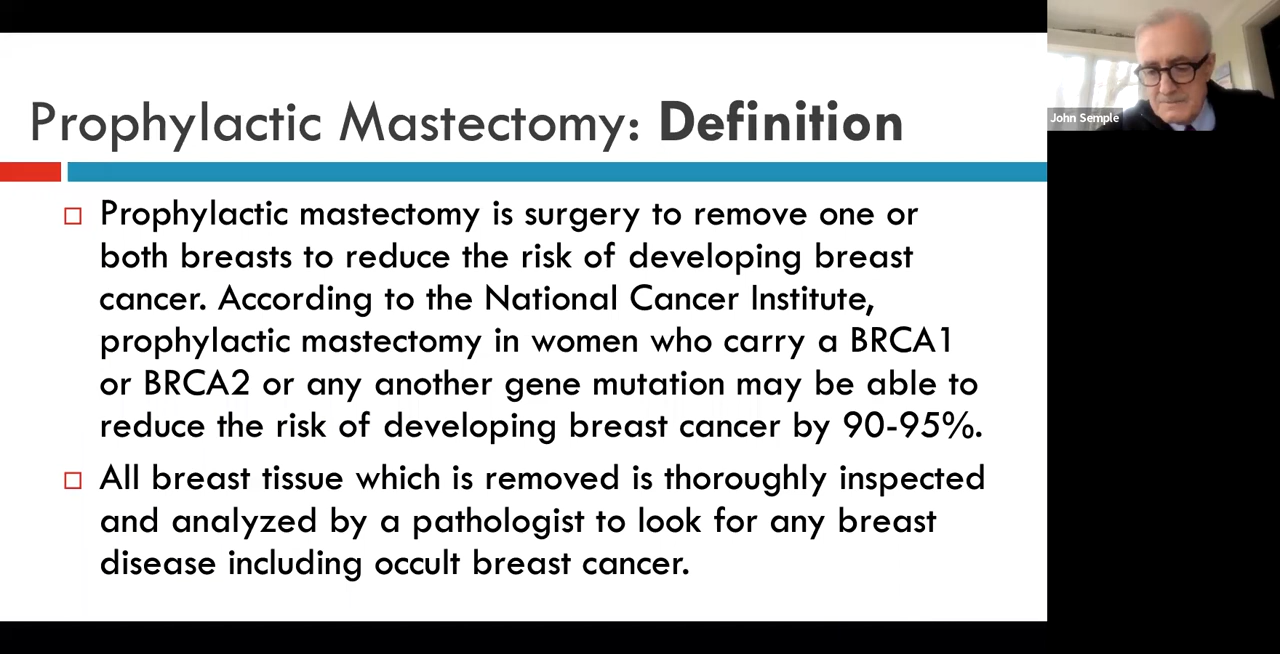 Prophylactic Mastectomy: Definition
Prophylactic mastectomy is surgery to remove one or
both breasts to reduce the risk of developing breast
cancer. According to the National Cancer Institute,
prophylactic mastectomy in women who carry a BRCA1
or BRCA2 or any another gene mutation may be able to
reduce the risk of developing breast cancer by 90-95%.
All breast tissue which is removed is thoroughly inspected
and analyzed by a pathologist to look for any breast
disease including occult breast cancer.
John Semple